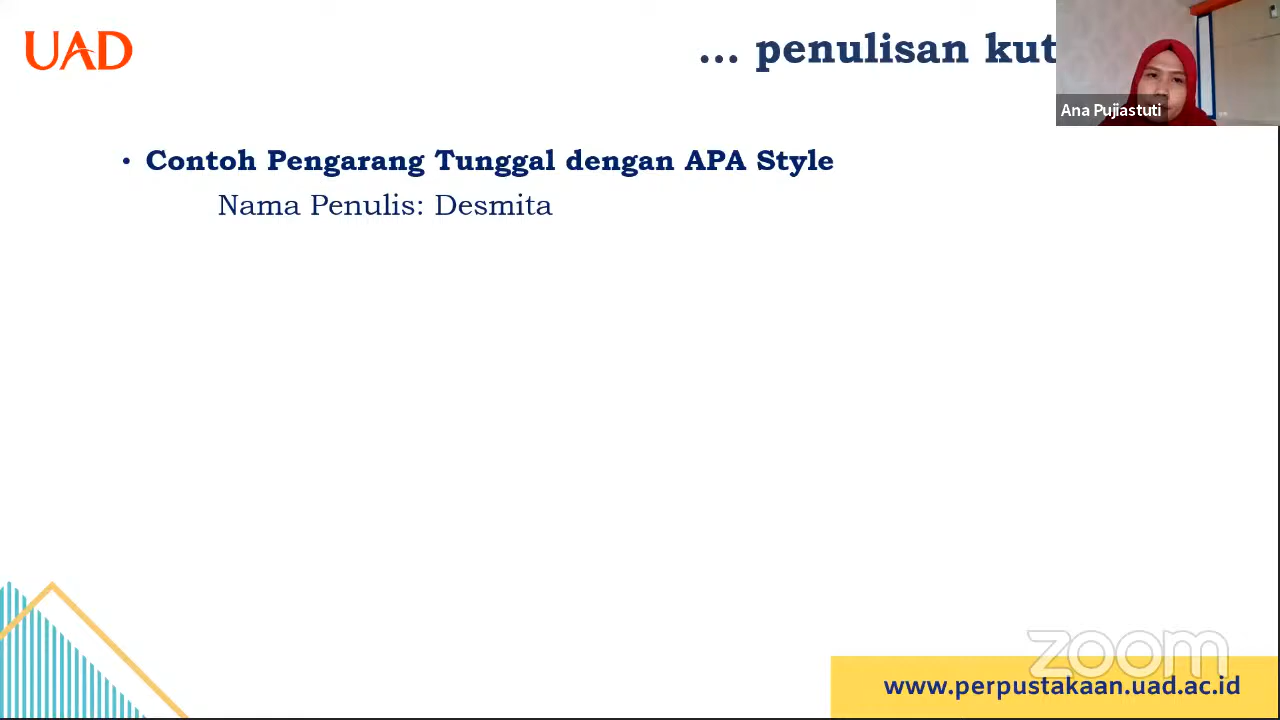 UAD
... penulisan kut
Ana Pujiastuti
• Contoh Pengarang Tunggal dengan APA Style
Nama Penulis: Desmita
zoom
www.perpustakaan.uad.ac.id